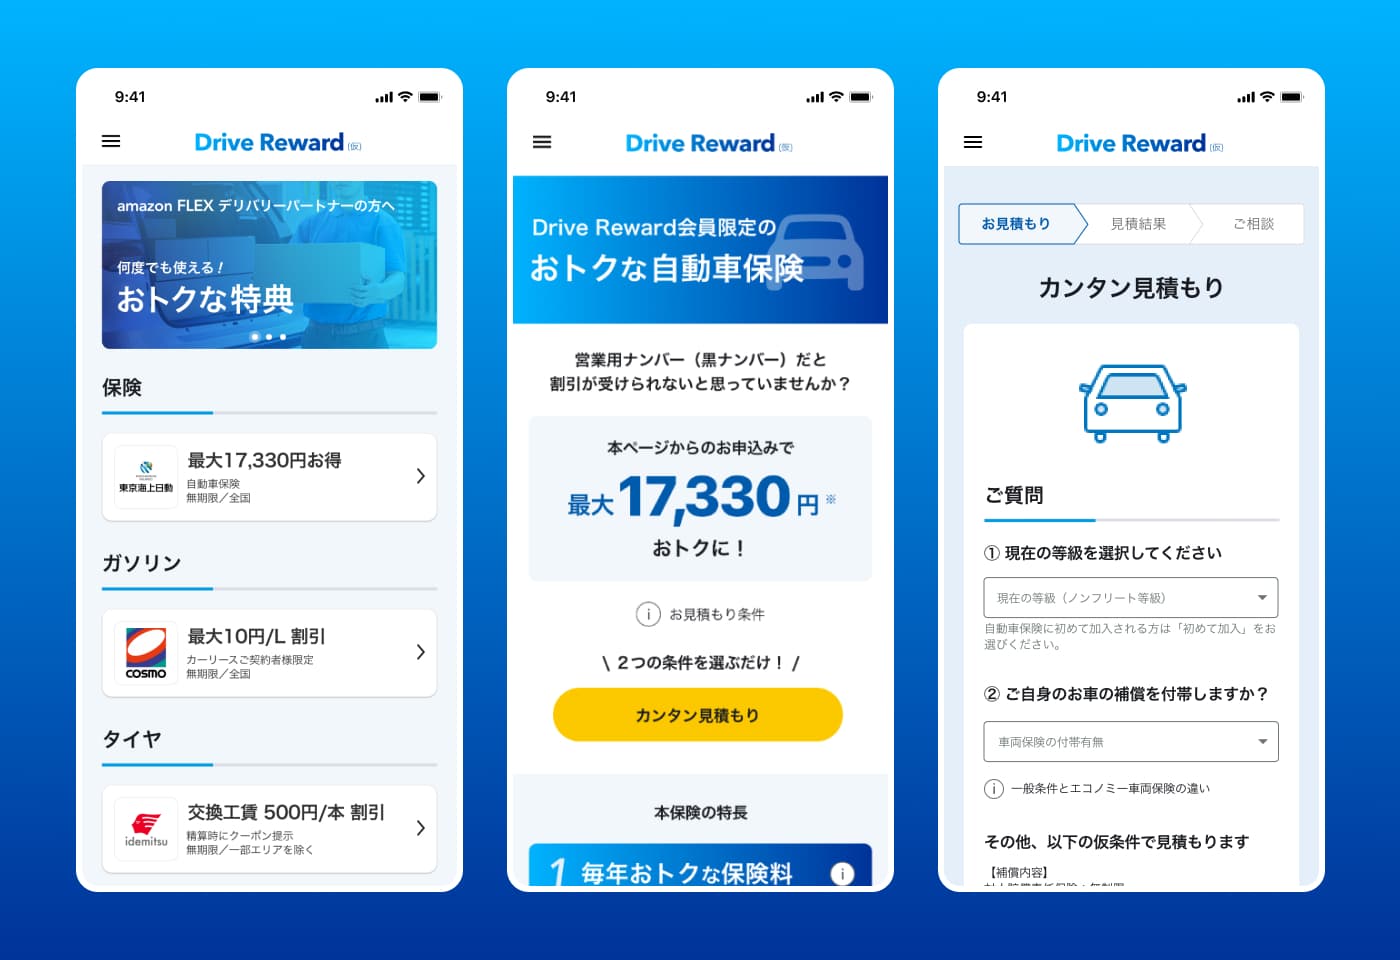 9:41
Drive Reward (仮)
amazon FLEX デリバリーパートナーの方へ
何度でも使える！
おトクな特典
保険
東京海上日動
最大17,330円お得
自動車保険
無期限／全国
ガソリン
COSMO
最大10円/L 割引
カーリースご契約者様限定
無期限／全国
タイヤ
idemitsu
交換工賃 500円/本 割引
精算時にクーポン提示
無期限／一部エリアを除く
9:41
Drive Reward (仮)
Drive Reward会員限定の
おトクな自動車保険
営業用ナンバー（黒ナンバー）だと
割引が受けられないと思っていませんか？
本ページからのお申込みで
最大17,330円※
おトクに！
i お見積もり条件
\ 2つの条件を選ぶだけ！ /
カンタン見積もり
本保険の特長
1 毎年おトクな保険料 i
9:41
Drive Reward (仮)
お見積もり 見積結果 ご相談
カンタン見積もり
ご質問
① 現在の等級を選択してください
現在の等級（ノンフリート等級）
自動車保険に初めて加入される方は「初めて加入」をお
選びください。
② ご自身のお車の補償を付帯しますか？
車両保険の付帯有無
i 一般条件とエコノミー車両保険の違い
その他、以下の仮条件で見積もります
【補償内容】